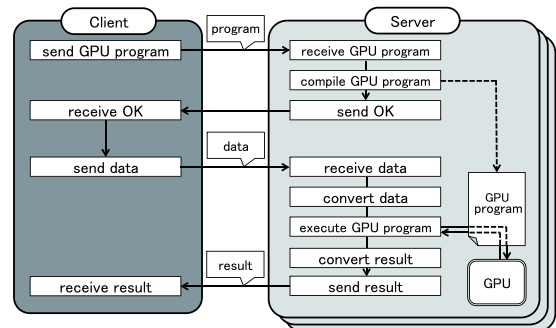 Client
program
Server
send GPU program
receive GPU program
compile GPU program
receive OK
send OK
data
send data
receive data
convert data
GPU
program
execute GPU program
result
convert result
GPU
receive result
send result